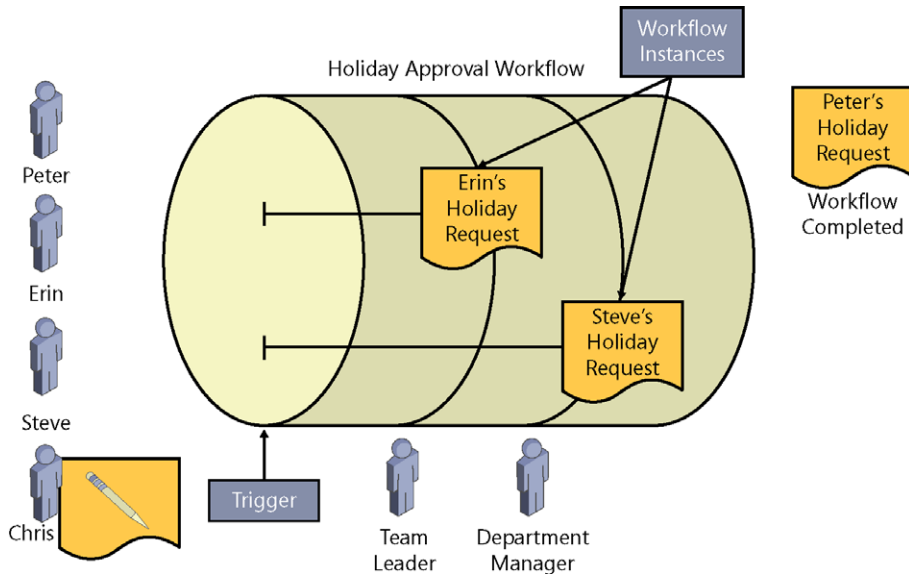 Workflow
Instances
Holiday Approval Workflow
Peter
Erin
Steve
Chris
Erin's
Holiday
Request
Steve's
Holiday
Request
Peter's
Holiday
Request
Workflow
Completed
Trigger
Team
Leader
Department
Manager